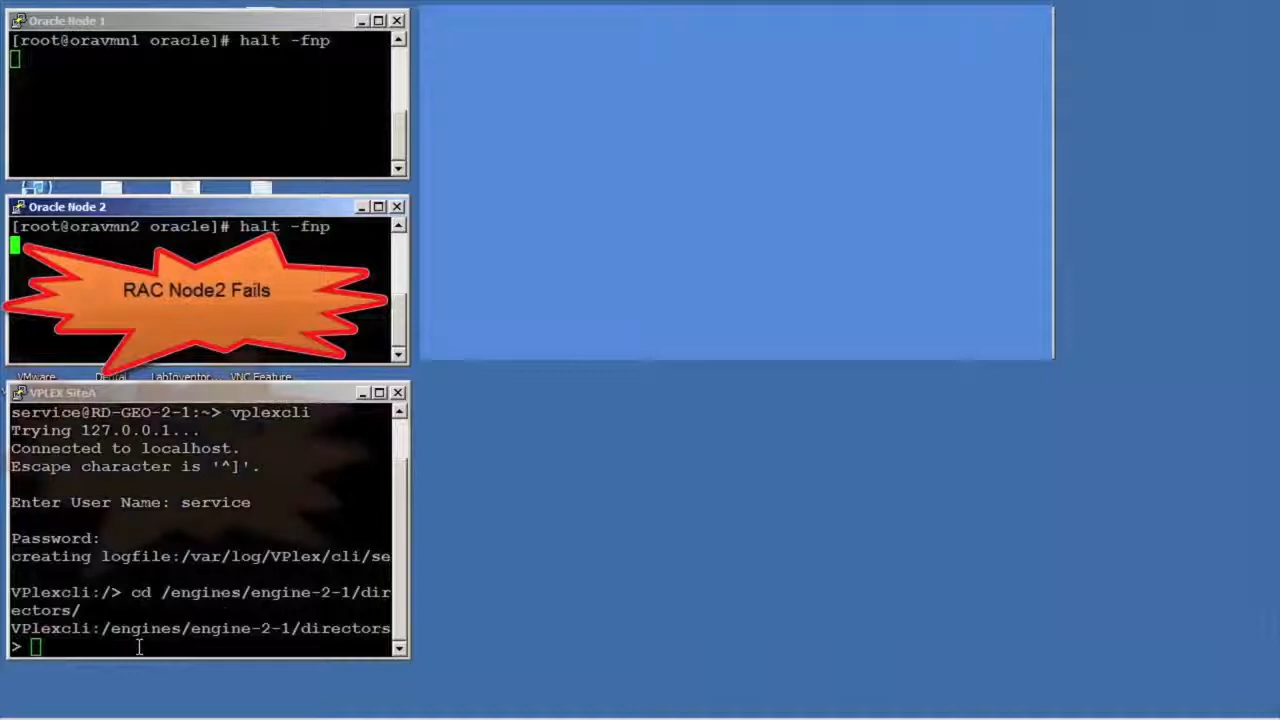 Oracle Node 1
[root@oravmn1 oracle]# halt -fnp
Oracle Node 2
[root@oravmn2 oracle]# halt -fnp
RAC Node2 Fails
VMware
LabInventor... VNC Feature
VPLEX SiteA
service@RD-GEO-2-1:~> vplexcli
Trying 127.0.0.1...
Connected to localhost.
Escape character is '^]'.
Enter User Name: service
Password:
creating logfile:/var/log/VPlex/cli/se
VPlexcli:/> cd /engines/engine-2-1/dir
ectors/
VPlexcli:/engines/engine-2-1/directors
>